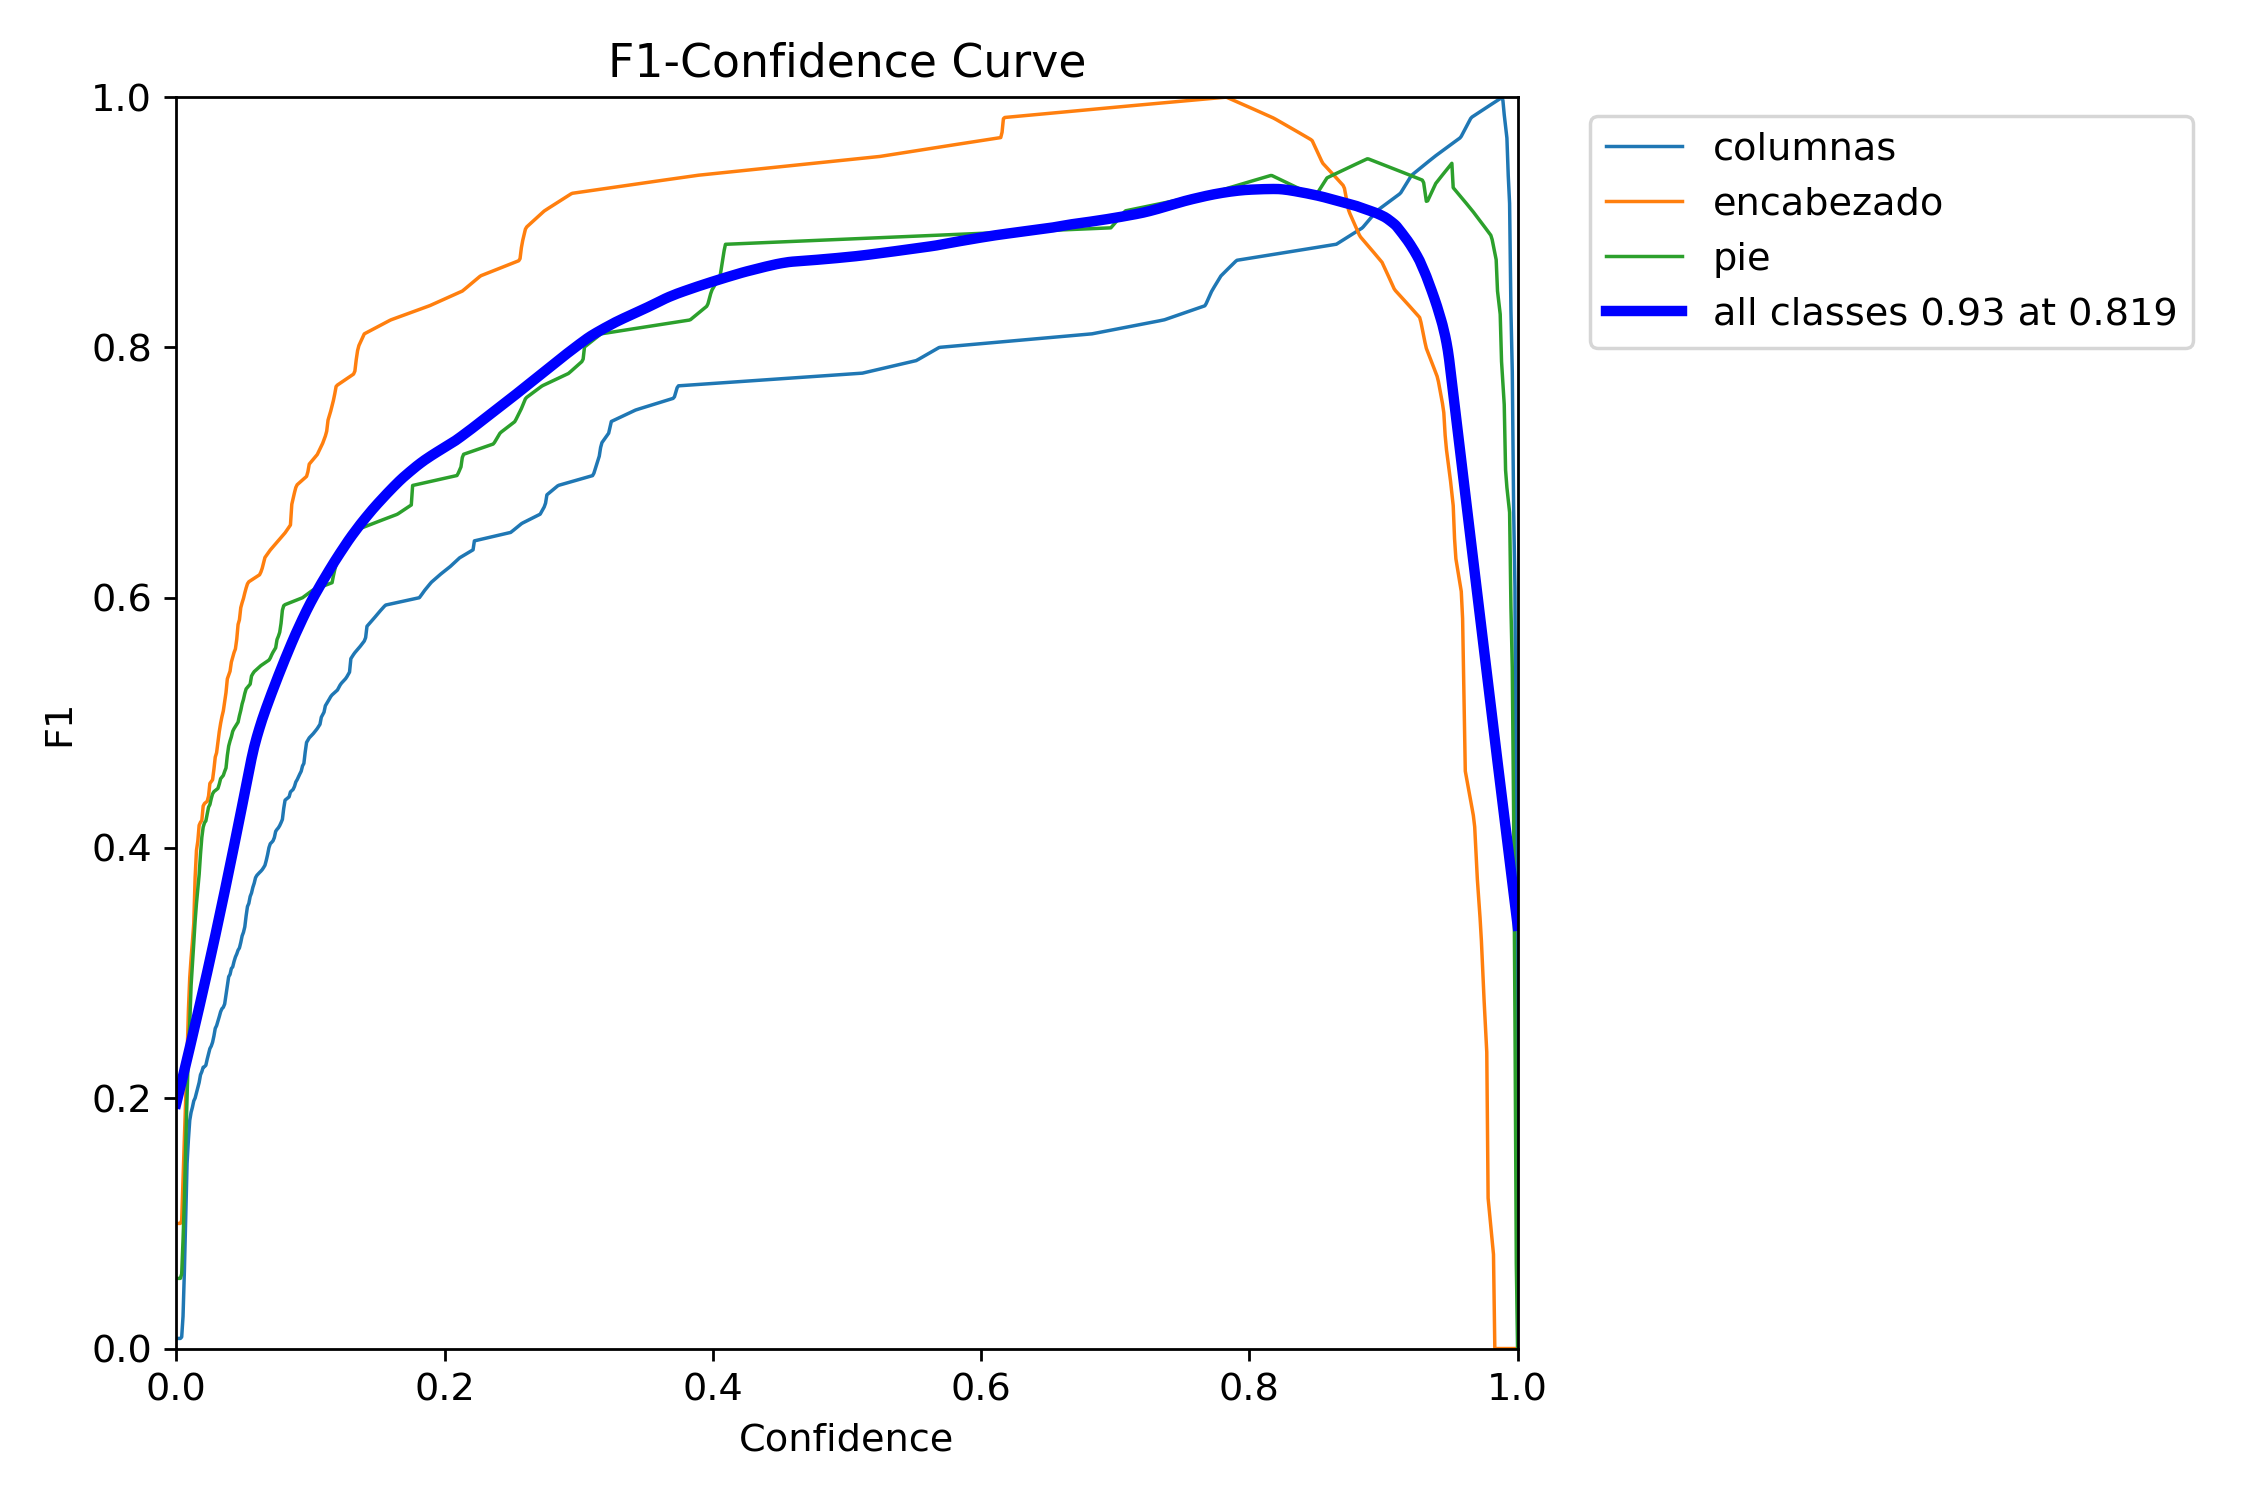 F1-Confidence Curve
1.0
0.8
0.6
0.4
0.2
0.0
F1
0.0 0.2 0.4 0.6 0.8 1.0
Confidence
columnas
encabezado
pie
all classes 0.93 at 0.819